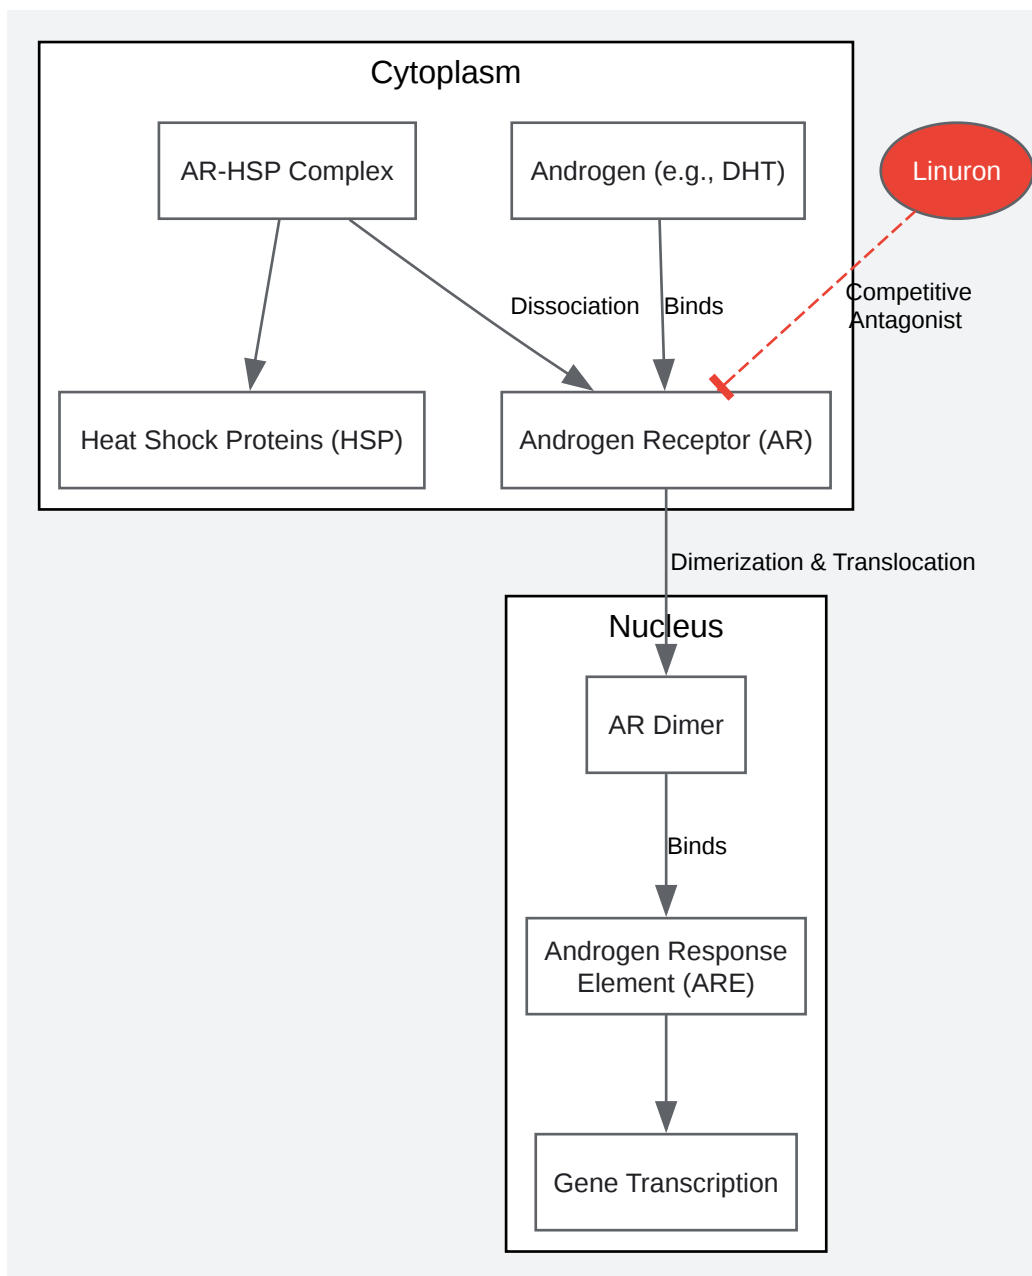 Cytoplasm
AR-HSP Complex
Androgen (e.g., DHT)
Linuron
Dissociation
Binds
Competitive
Antagonist
Heat Shock Proteins (HSP)
Androgen Receptor (AR)
Dimerization & Translocation
Nucleus
AR Dimer
Binds
Androgen Response
Element (ARE)
Gene Transcription